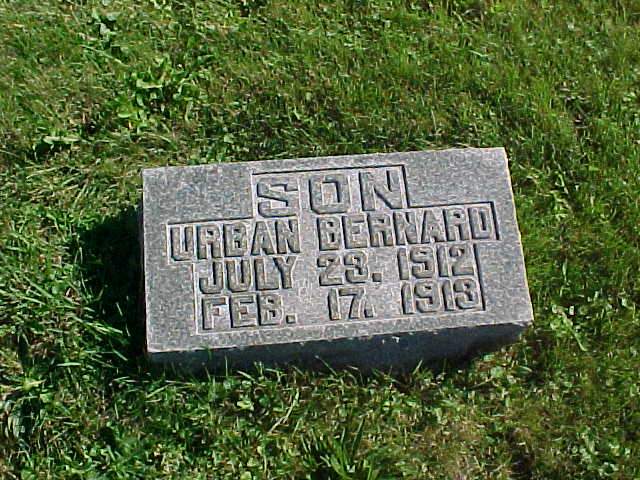 SON
URBAN BERNARD
JULY 23. 1912
FEB. 17. 1913